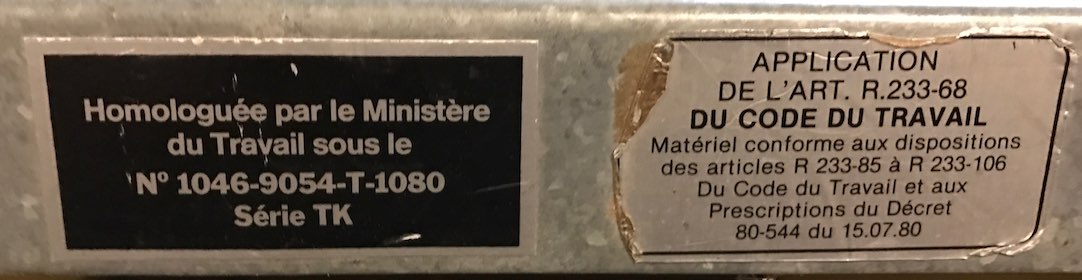 Homologuée par le Ministère
du Travail sous le
Nº 1046-9054-T-1080
Série TK
APPLICATION
DE L'ART. R.233-68
DU CODE DU TRAVAIL
Matériel conforme aux dispositions
des articles R 233-85 à R 233-106
Du Code du Travail et aux
Prescriptions du Décret
80-544 du 15.07.80